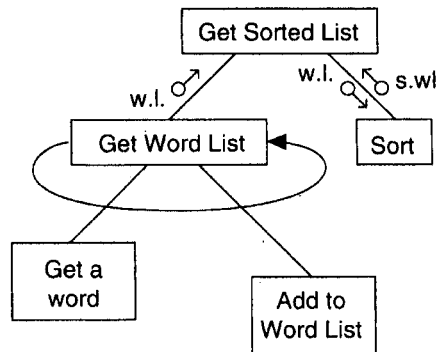 Get Sorted List
w.l.
w.l.
s.wl
Get Word List
Sort
Get a
word
Add to
Word List